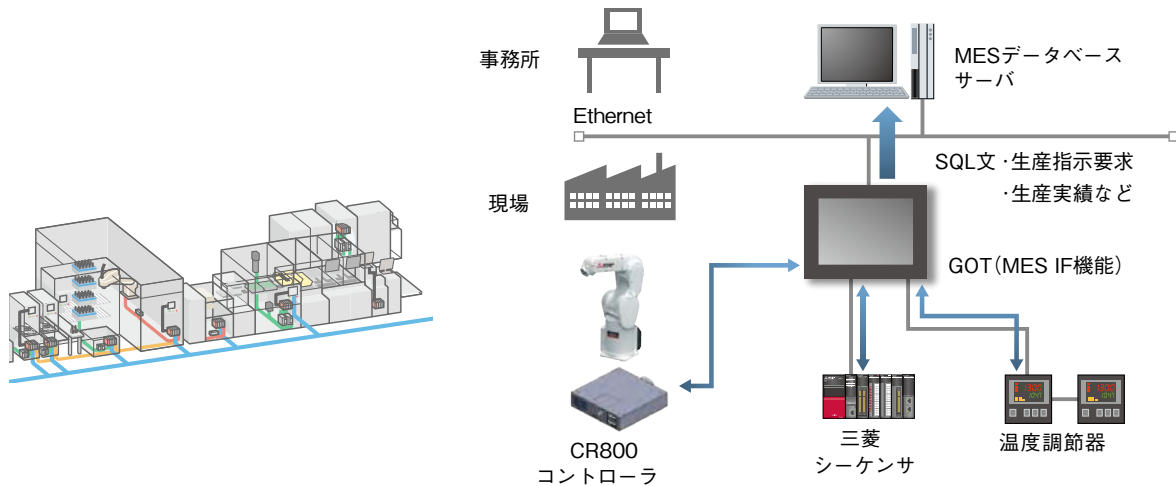 事務所
MESデータベース
サーバ
Ethernet
SQL文・生産指示要求
・生産実績など
現場
GOT(MES IF機能)
CR800
コントローラ
三菱
シーケンサ
温度調節器